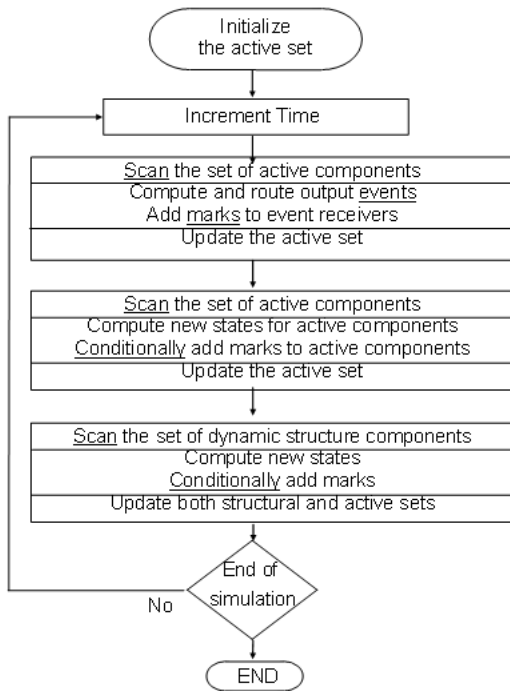 Initialize
the active set
Increment Time
Scan the set of active components
Compute and route output events
Add marks to event receivers
Update the active set
Scan the set of active components
Compute new states for active components
Conditionally add marks to active components
Update the active set
Scan the set of dynamic structure components
Compute new states
Conditionally add marks
Update both structural and active sets
End of
simulation
No
END